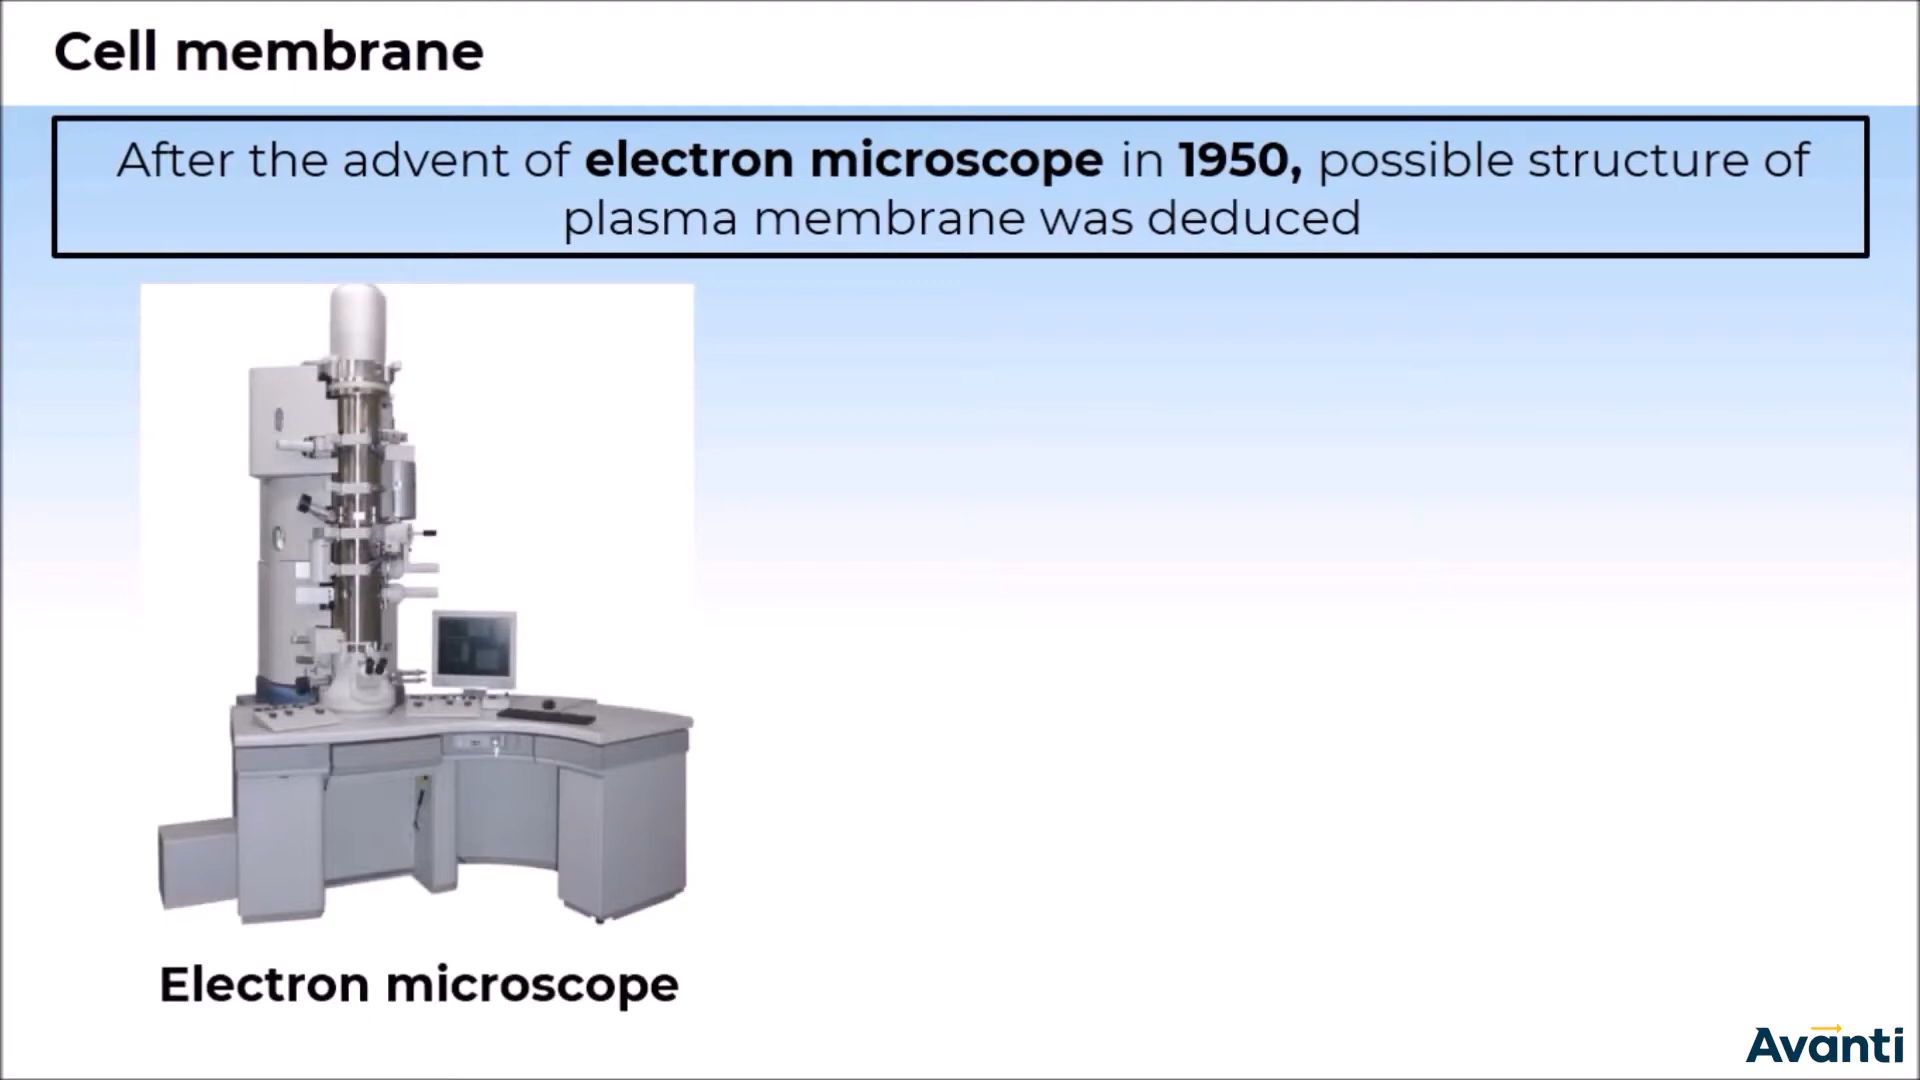 Cell membrane
After the advent of electron microscope in 1950, possible structure of
plasma membrane was deduced
Electron microscope
Avanti